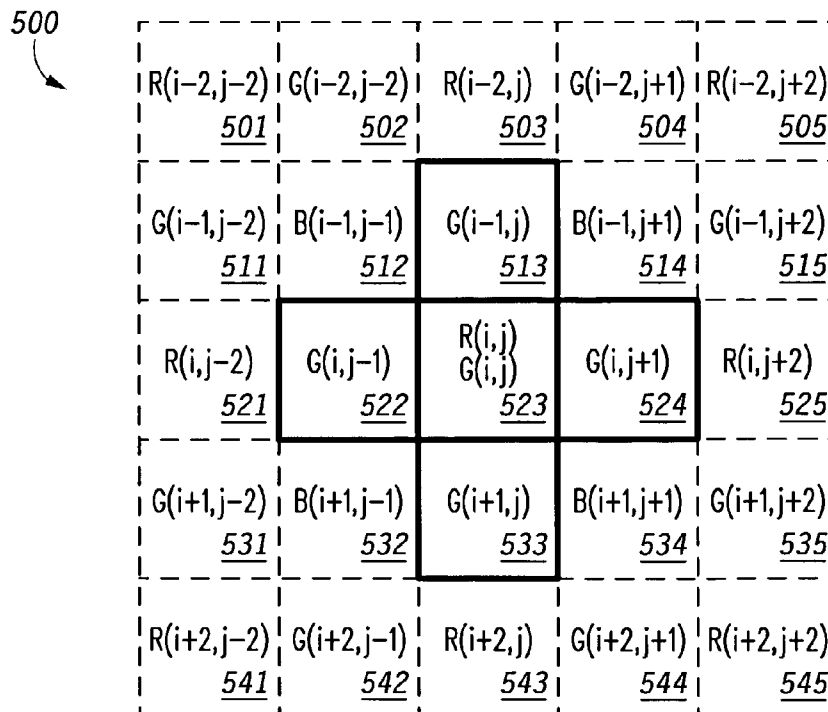 500
R(i-2,j-2) G(i-2,j-2) R(i-2,j) G(i-2,j+1) R(i-2,j+2)
501 502 503 504 505
G(i-1,j-2) B(i-1,j-1) G(i-1,j) B(i-1,j+1) G(i-1,j+2)
511 512 513 514 515
R(i,j)
R(i,j-2) G(i,j-1) G(i,j) G(i,j+1) R(i,j+2)
521 522 523 524 525
G(i+1,j-2) B(i+1,j-1) G(i+1,j) B(i+1,j+1) G(i+1,j+2)
531 532 533 534 535
R(i+2,j-2) G(i+2,j-1) R(i+2,j) G(i+2,j+1) R(i+2,j+2)
541 542 543 544 545